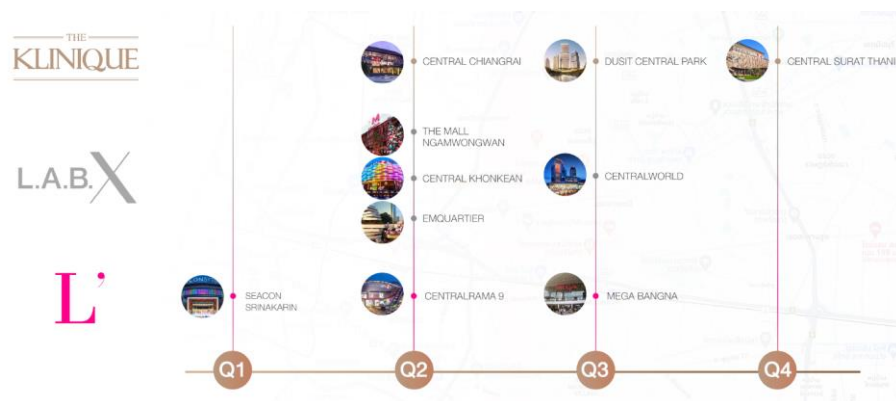 THE
KLINIQUE
CENTRAL CHIANGRAI
DUSIT CENTRAL PARK
CENTRAL SURAT THANI
L.A.B.X
THE MALL
NGAMWONGWAN
CENTRAL KHONKEAN
CENTRALWORLD
EMQUARTIER
L’
SEACON
SRINAKARIN
CENTRALRAMA 9
MEGA BANGNA
Q1
Q2
Q3
Q4